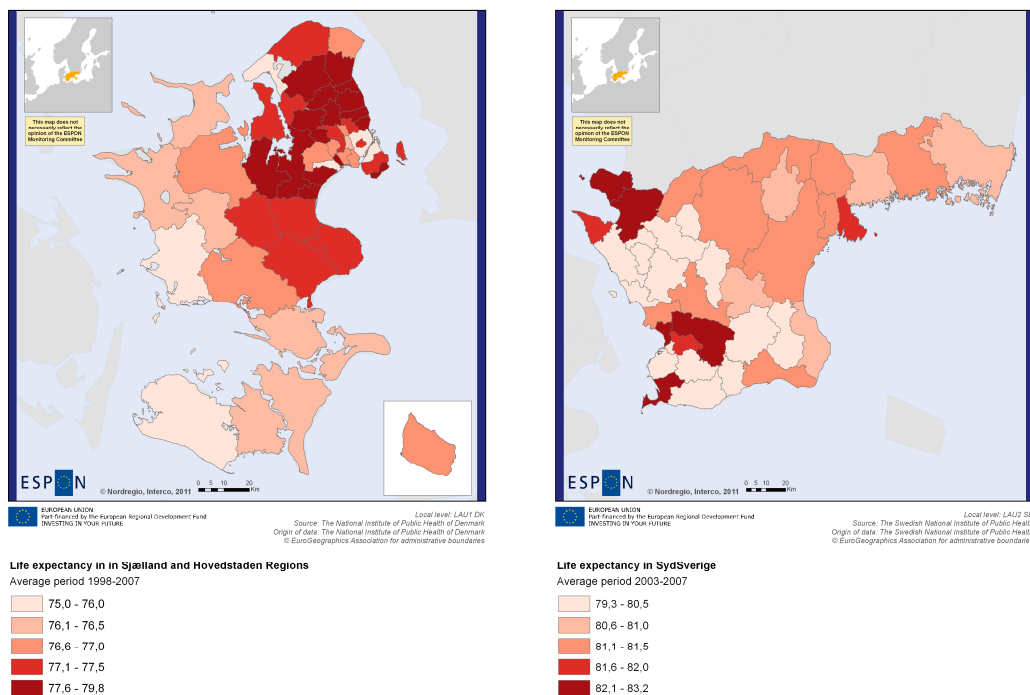 This map does not
necessarily reflect the
opinion of the ESPON
Monitoring Committee
ESPON
© Nordregio, Interco, 2011
0 5 10 20
Km
EUROPEAN UNION
Part-financed by the European Regional Development Fund
INVESTING IN YOUR FUTURE
Local level: LAU1 DK
Source: The National Institute of Public Health of Denmark
Origin of data: The National Institute of Public Health of Denmark
© EuroGeographics Association for administrative boundaries
Life expectancy in in Sjælland and Hovedstaden Regions
Average period 1998-2007
75,0 - 76,0
76,1 - 76,5
76,6 - 77,0
77,1 - 77,5
77,6 - 79,8
This map does not
necessarily reflect the
opinion of the ESPON
Monitoring Committee
ESPON
© Nordregio, Interco, 2011
0 5 10 20
Km
EUROPEAN UNION
Part-financed by the European Regional Development Fund
INVESTING IN YOUR FUTURE
Local level: LAU2
Source: The Swedish National Institute of Public
Origin of data: The Swedish National Institute of Public
© EuroGeographics Association for administrative boundaries
Life expectancy in SydSverige
Average period 2003-2007
79,3 - 80,5
80,6 - 81,0
81,1 - 81,5
81,6 - 82,0
82,1 - 83,2